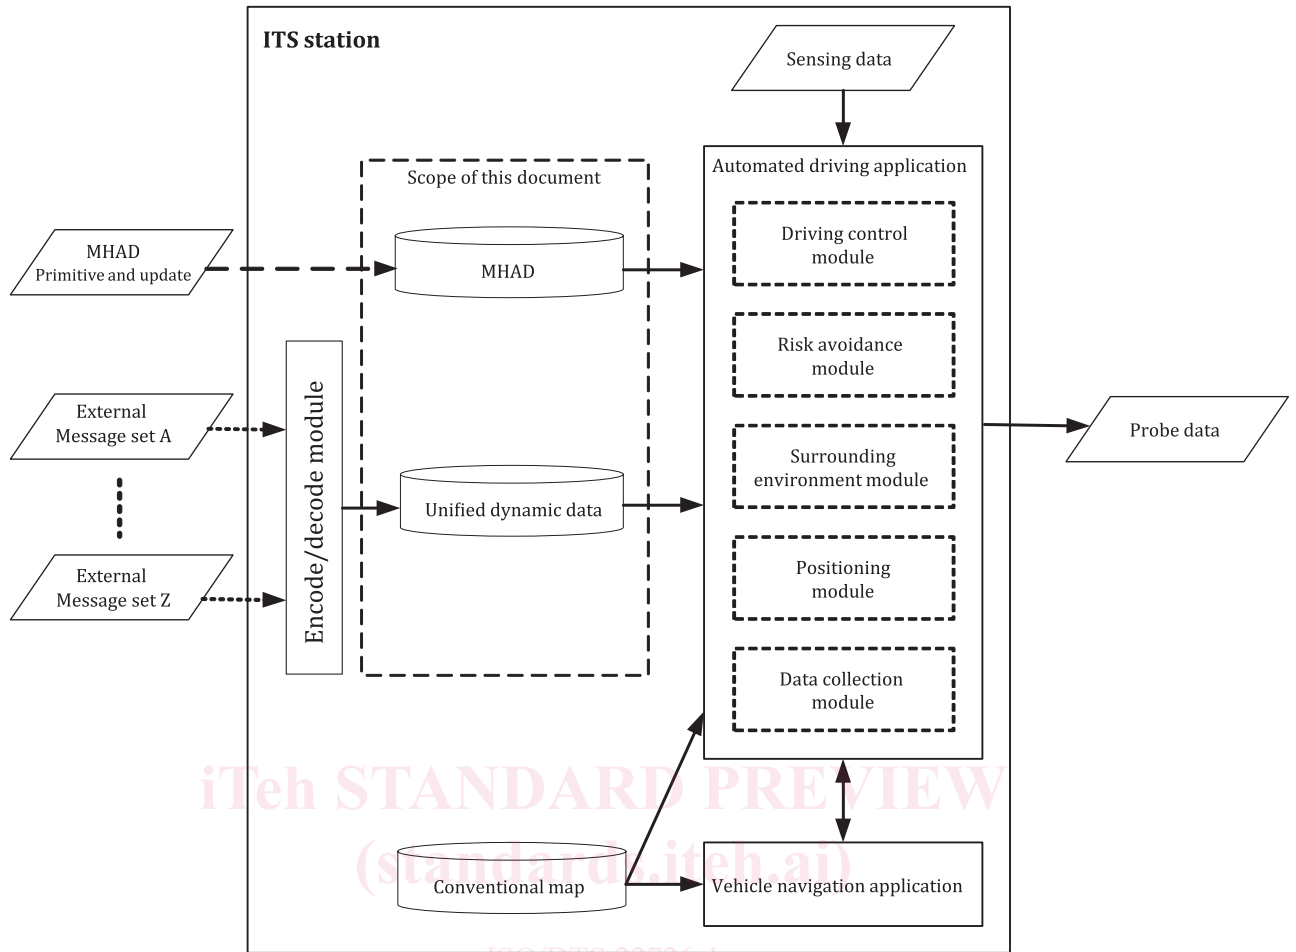 ITS station
Sensing data
Automated driving application
Scope of this document
Driving control
module
MHAD
Primitive and update
MHAD
Risk avoidance
module
External
Message set A
Encode/decode module
Probe data
Surrounding
environment module
Unified dynamic data
Positioning
module
External
Message set Z
Data collection
module
iTeh STANDARD PREVIEW
(standards.iteh.ai)
Conventional map
Vehicle navigation application